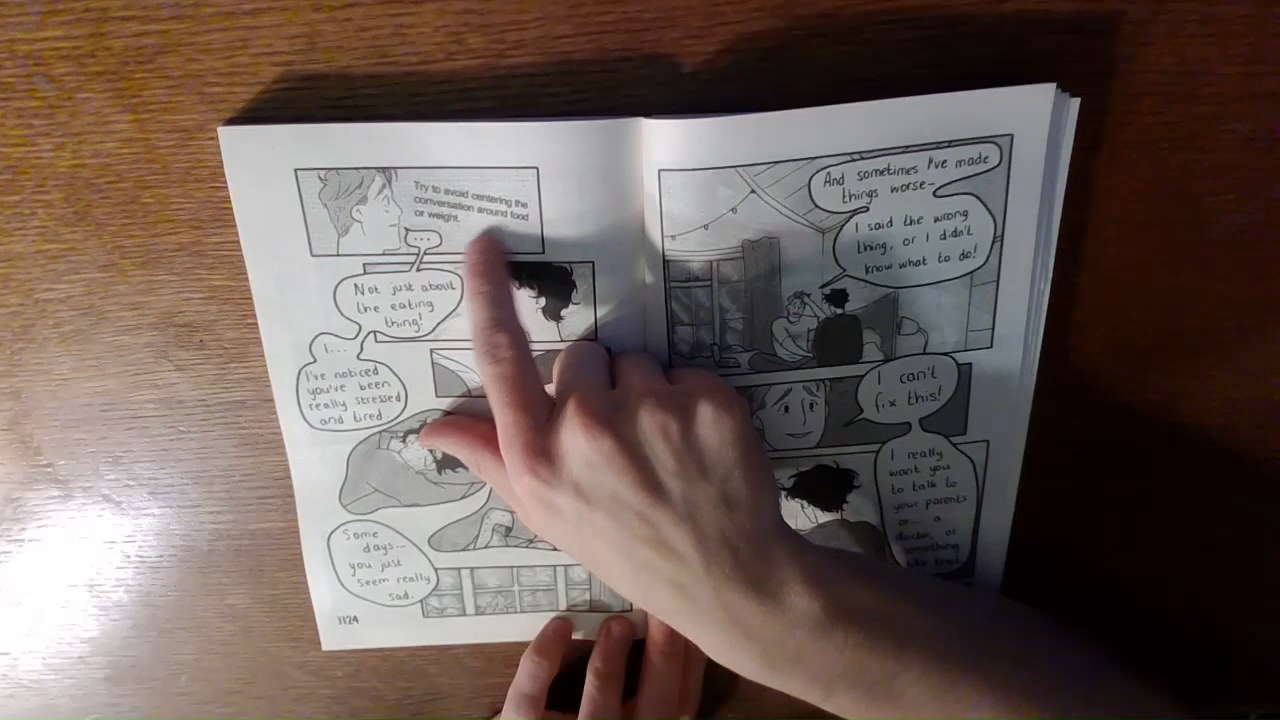 Try to avoid centering the
conversation around food
or weight.
...
Not just about
the eating
thing!
I...
I've noticed
you've been
really stressed
and tired.
Some
days...
you just
seem really
sad.
1124
And sometimes I've made
things worse–
I said the wrong
thing, or I didn't
know what to do!
I can't
fix this!
I really
want you
to talk to
your parents
or... a
doctor, or
something
like that